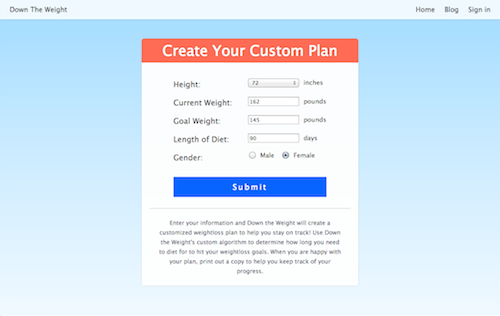 Down The Weight Home Blog Sign in
Create Your Custom Plan
Height: 72 inches
Current Weight: 162 pounds
Goal Weight: 145 pounds
Length of Diet: 90 days
Gender: Male Female
Submit
Enter your information and Down the Weight will create a
customized weightloss plan to help you stay on track! Use Down
the Weight's custom algorithm to determine how long you need
to diet for to hit your weightloss goals. When you are happy with
your plan, print out a copy to help you keep track of your
progress.